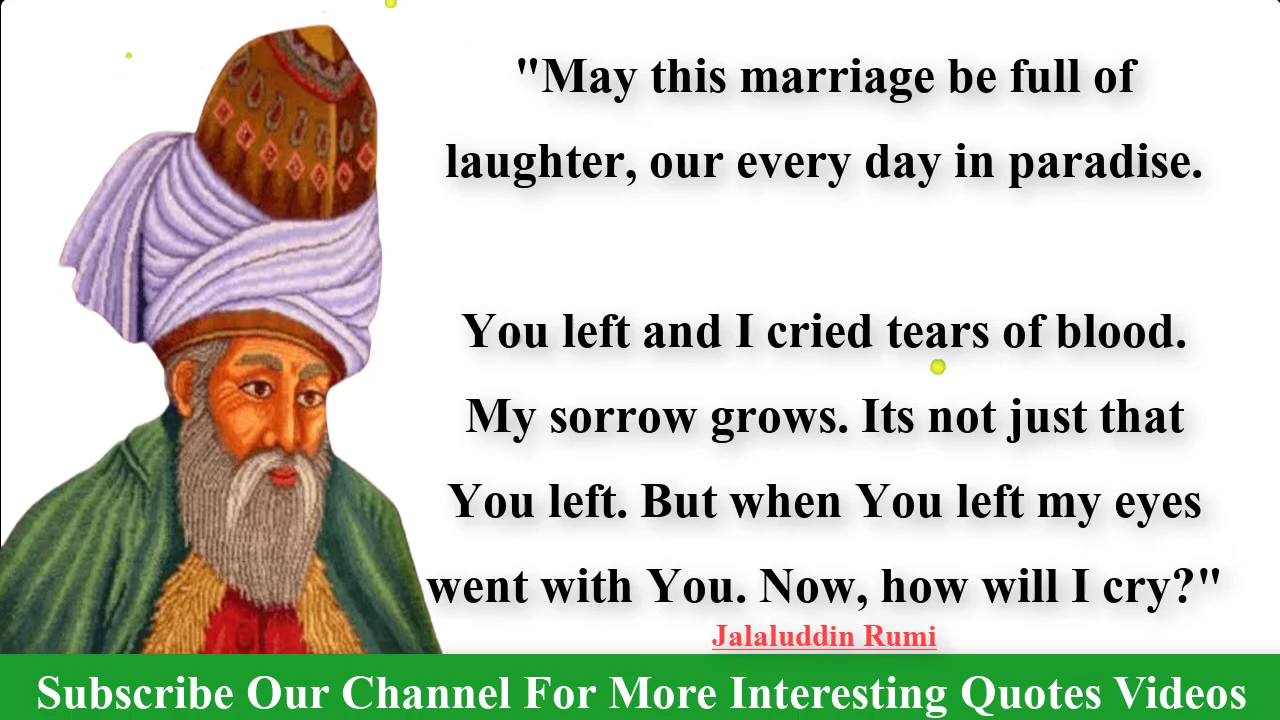 "May this marriage be full of
laughter, our every day in paradise.
You left and I cried tears of blood.
My sorrow grows. Its not just that
You left. But when You left my eyes
went with You. Now, how will I cry?"
Jalaluddin Rumi
Subscribe Our Channel For More Interesting Quotes Videos